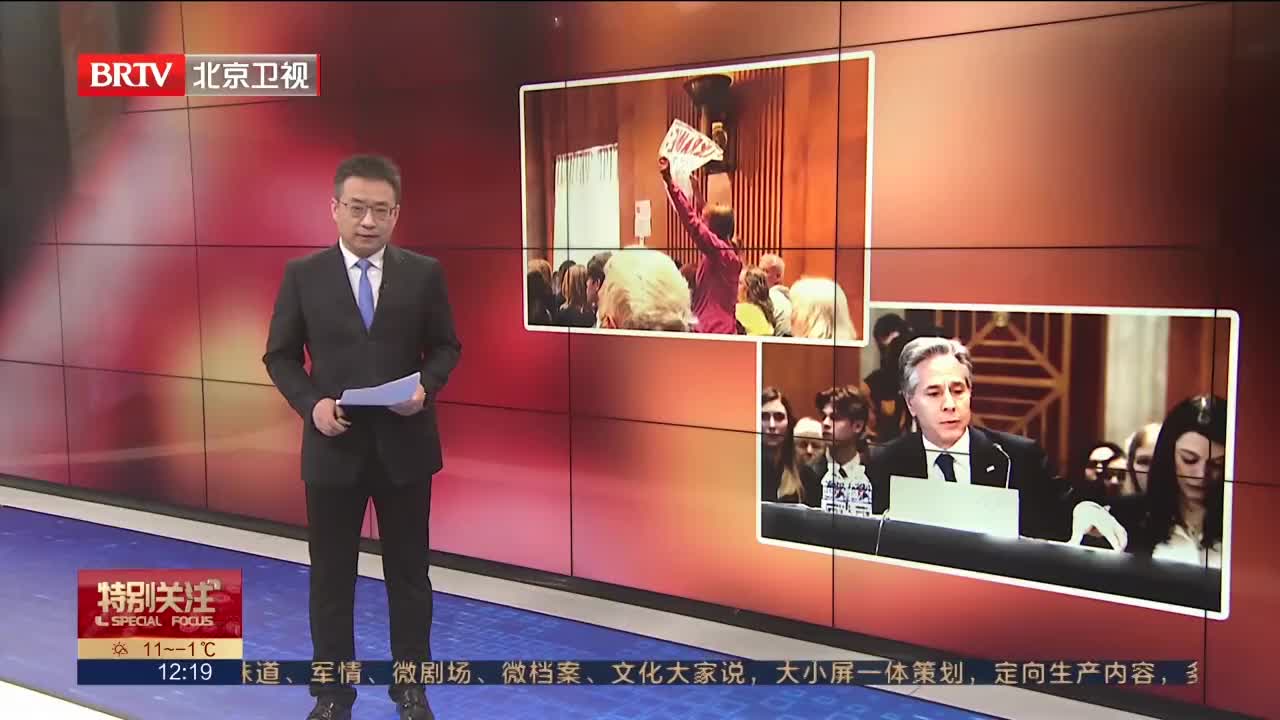 BRTV 北京卫视
特别关注
SPECIAL FOCUS
11~-1℃
12:19
味道、军情、微剧场、微档案、文化大家说，大小屏一体策划，定向生产内容，多